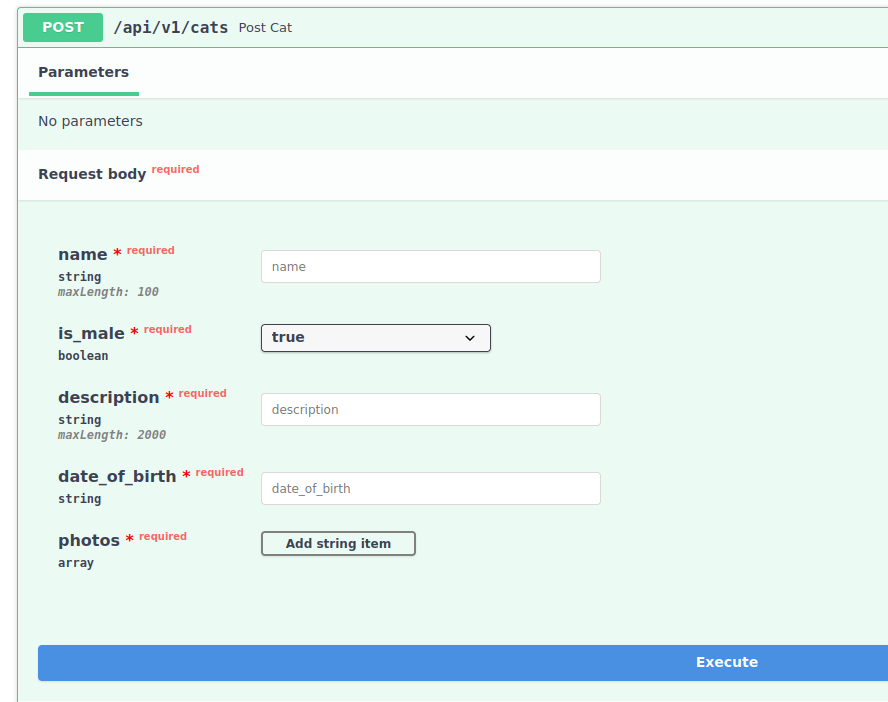 POST /api/v1/cats Post Cat
Parameters
No parameters
Request body required
name * required
string
maxLength: 100
name
is_male * required
boolean
true
description * required
string
maxLength: 2000
description
date_of_birth * required
string
date_of_birth
photos * required
array
Add string item
Execute